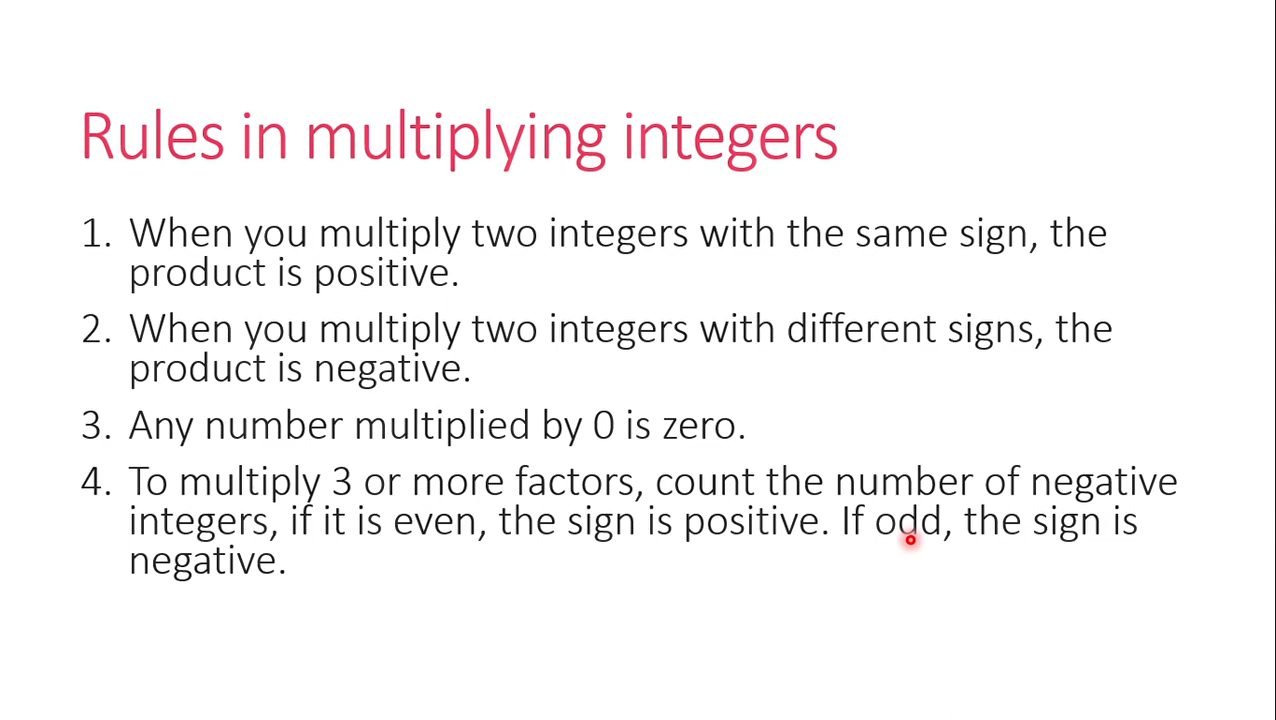 Rules in multiplying integers
1. When you multiply two integers with the same sign, the
product is positive.
2. When you multiply two integers with different signs, the
product is negative.
3. Any number multiplied by 0 is zero.
4. To multiply 3 or more factors, count the number of negative
integers, if it is even, the sign is positive. If odd, the sign is
negative.